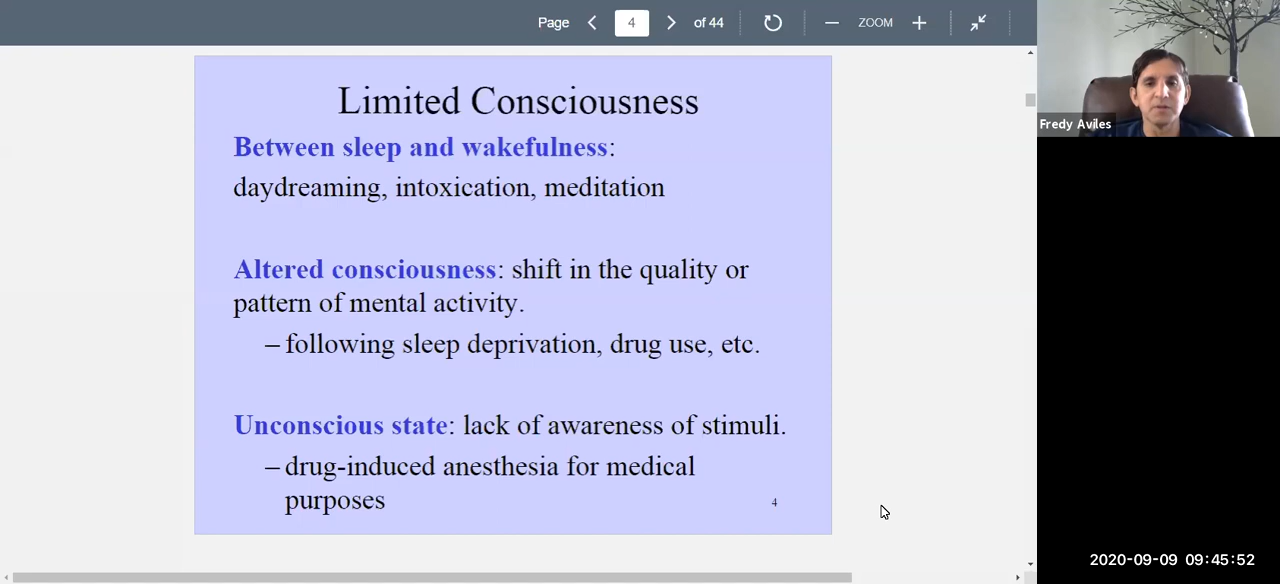 Page 4 of 44 ZOOM
Limited Consciousness
Between sleep and wakefulness:
daydreaming, intoxication, meditation
Altered consciousness: shift in the quality or
pattern of mental activity.
– following sleep deprivation, drug use, etc.
Unconscious state: lack of awareness of stimuli.
– drug-induced anesthesia for medical
purposes
4
Fredy Aviles
2020-09-09 09:45:52